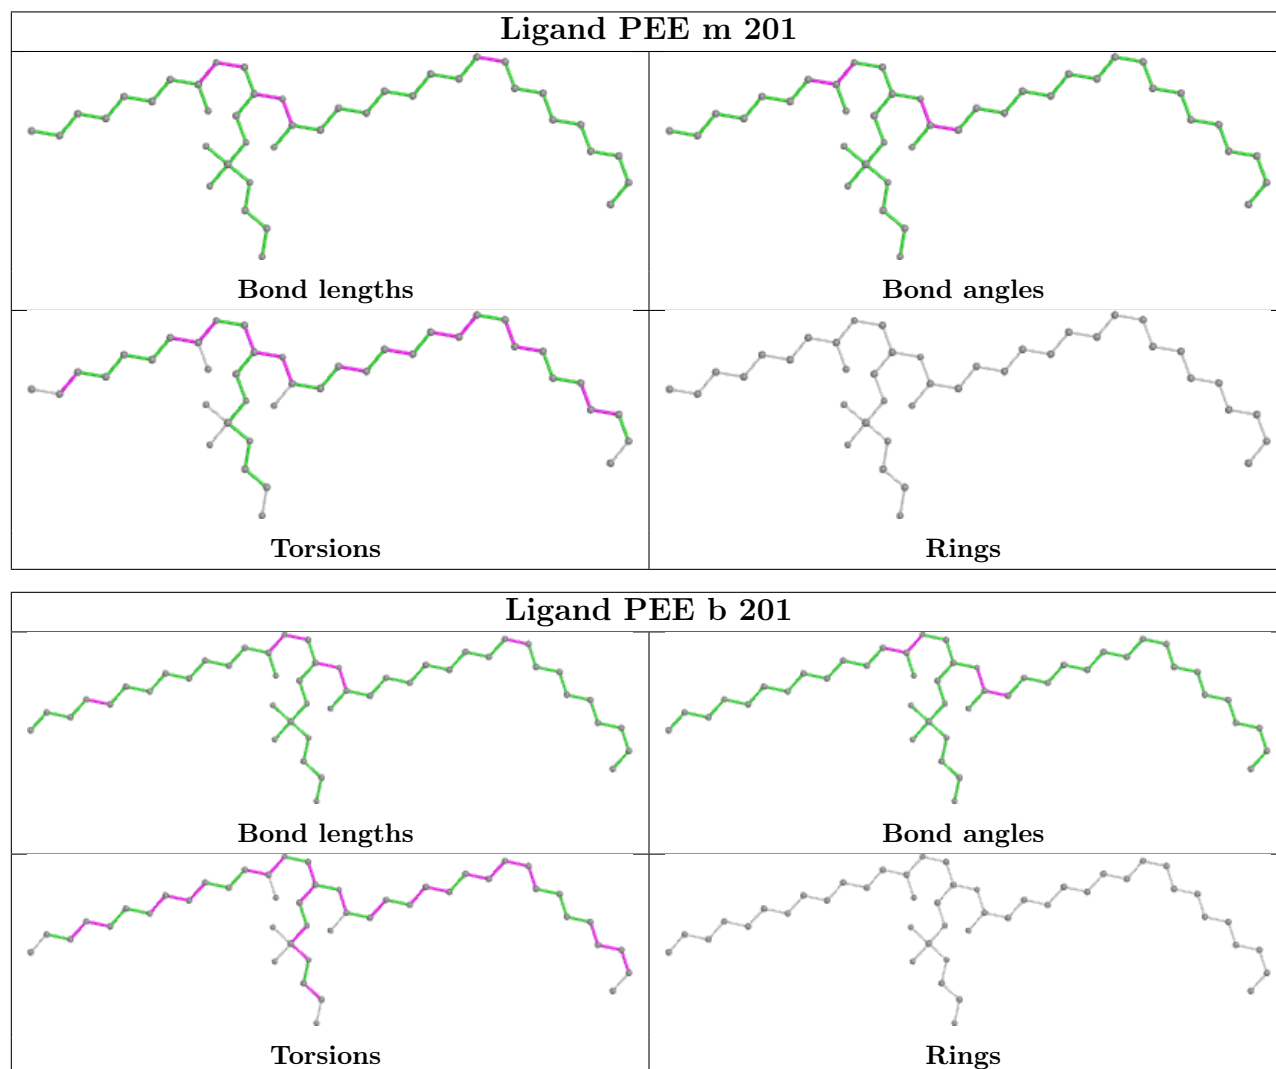 Ligand PEE m 201
Bond lengths
Bond angles
Torsions
Rings
Ligand PEE b 201
Bond lengths
Bond angles
Torsions
Rings